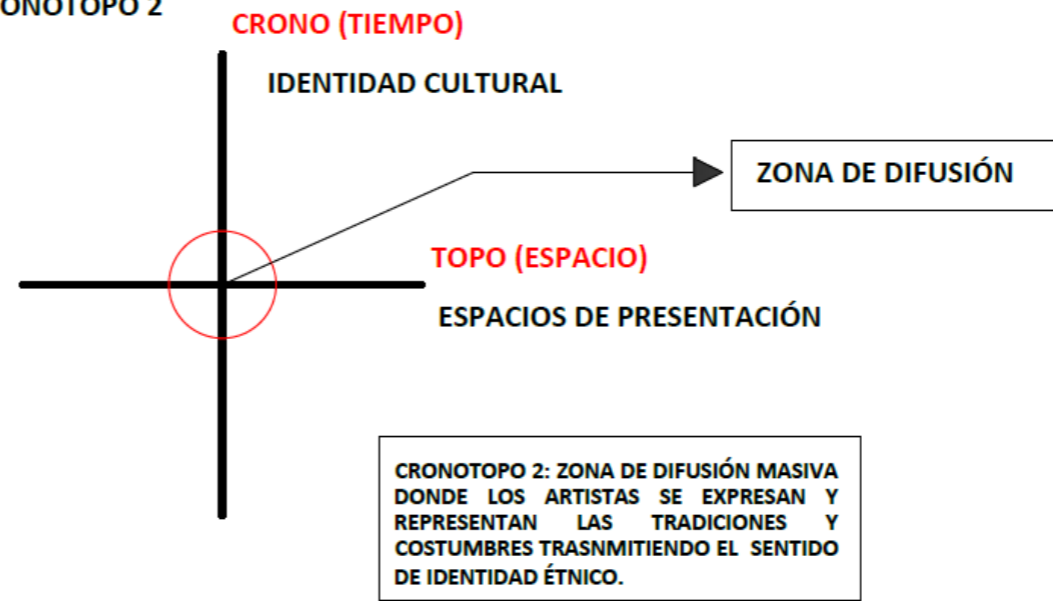 ONOTOPO 2
CRONO (TIEMPO)
IDENTIDAD CULTURAL
ZONA DE DIFUSIÓN
TOPO (ESPACIO)
ESPACIOS DE PRESENTACIÓN
CRONOTOPO 2: ZONA DE DIFUSIÓN MASIVA
DONDE LOS ARTISTAS SE EXPRESAN Y
REPRESENTAN LAS TRADICIONES Y
COSTUMBRES TRASNMITIENDO EL SENTIDO
DE IDENTIDAD ÉTNICO.